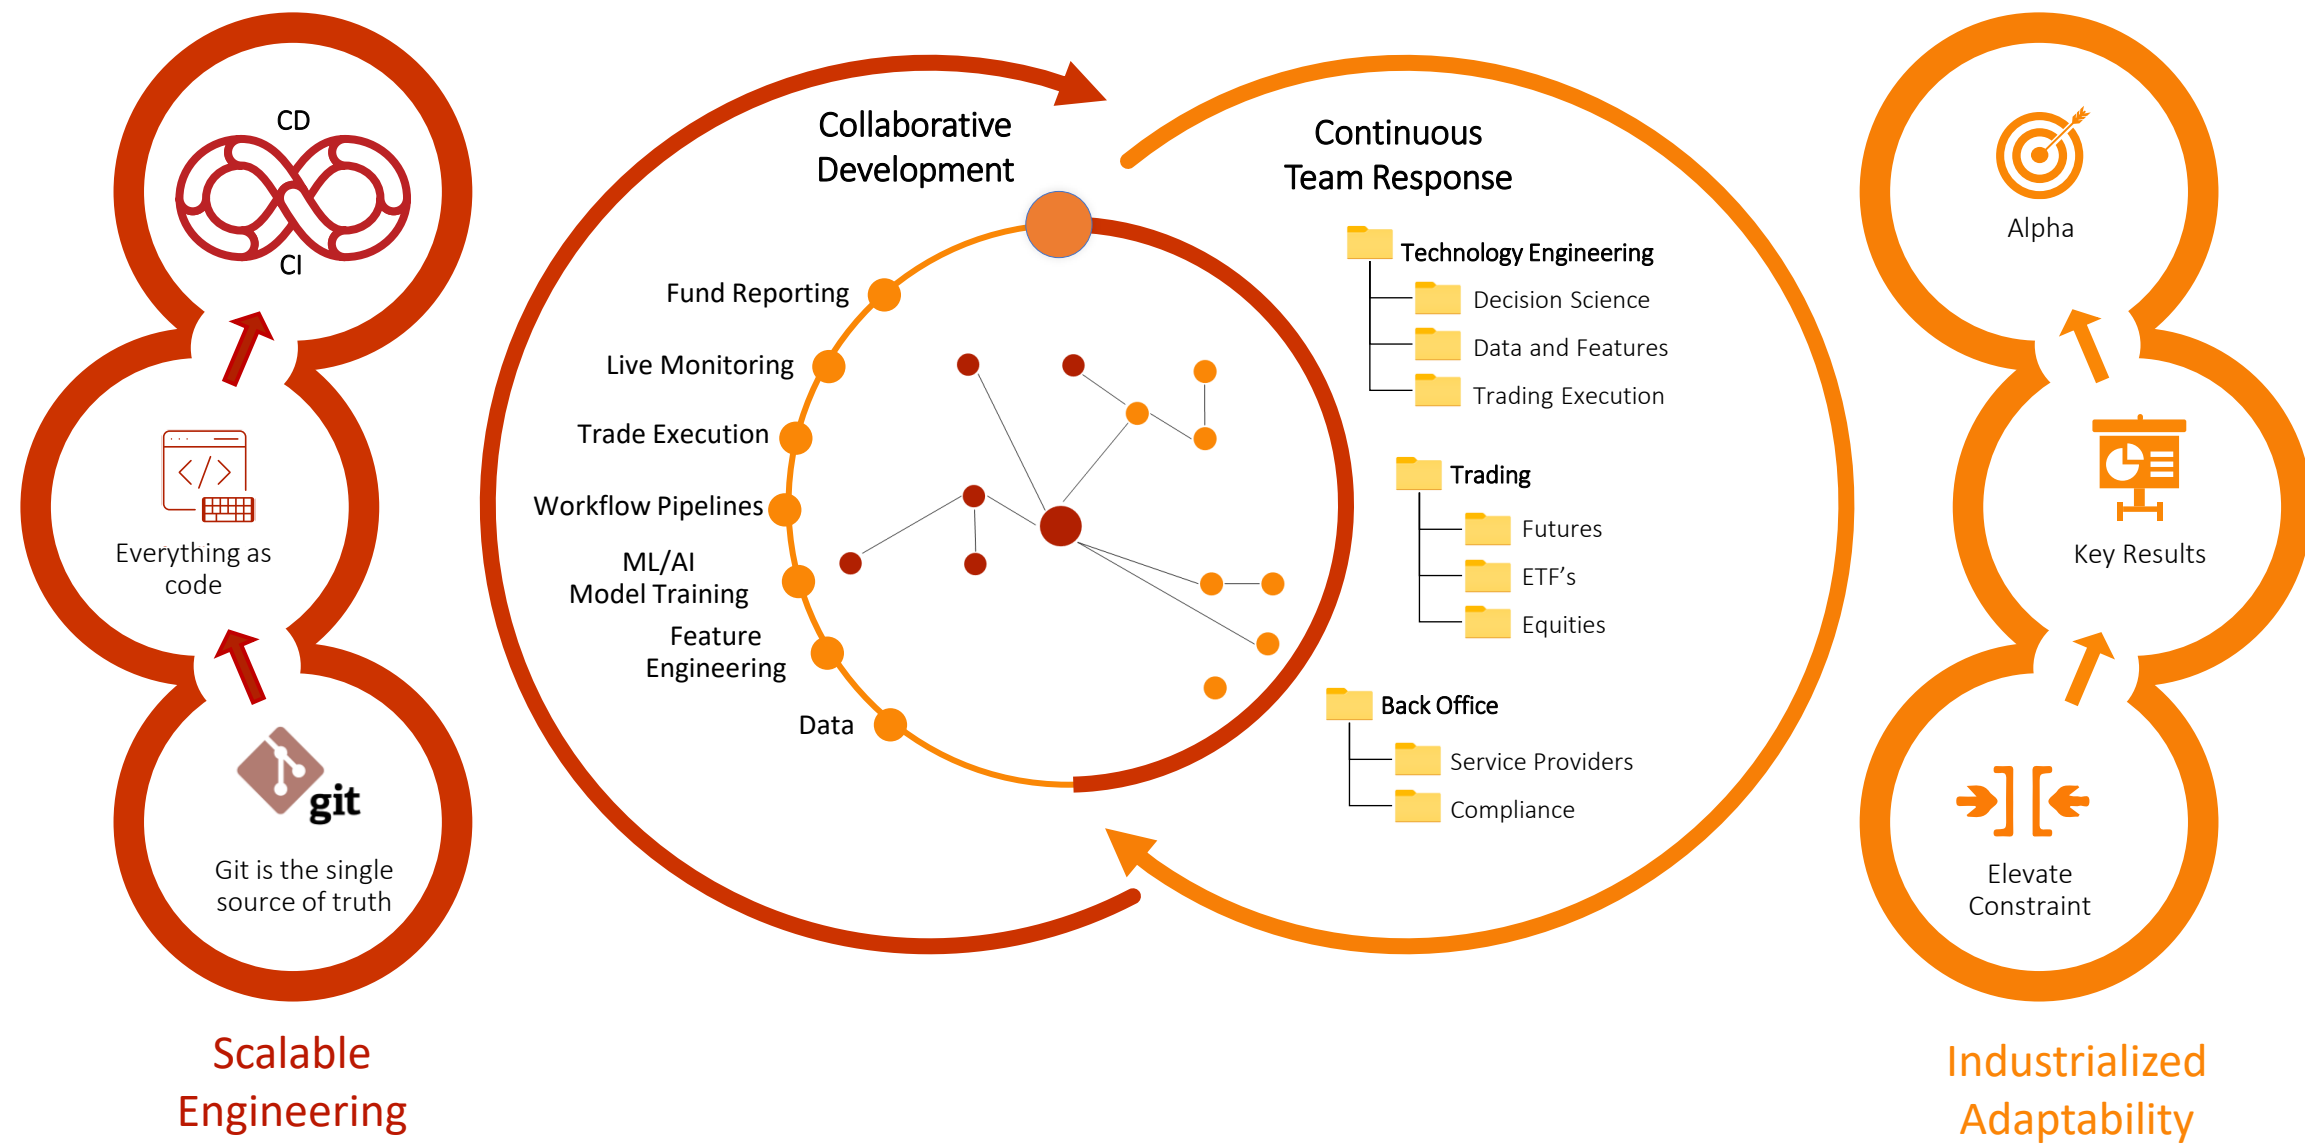 CD
CI
Everything as
code
git
Git is the single
source of truth
Scalable
Engineering
Collaborative
Development
Fund Reporting
Live Monitoring
Trade Execution
Workflow Pipelines
ML/AI
Model Training
Feature
Engineering
Data
Continuous
Team Response
Technology Engineering
Decision Science
Data and Features
Trading Execution
Trading
Futures
ETF’s
Equities
Back Office
Service Providers
Compliance
Alpha
Key Results
Elevate
Constraint
Industrialized
Adaptability